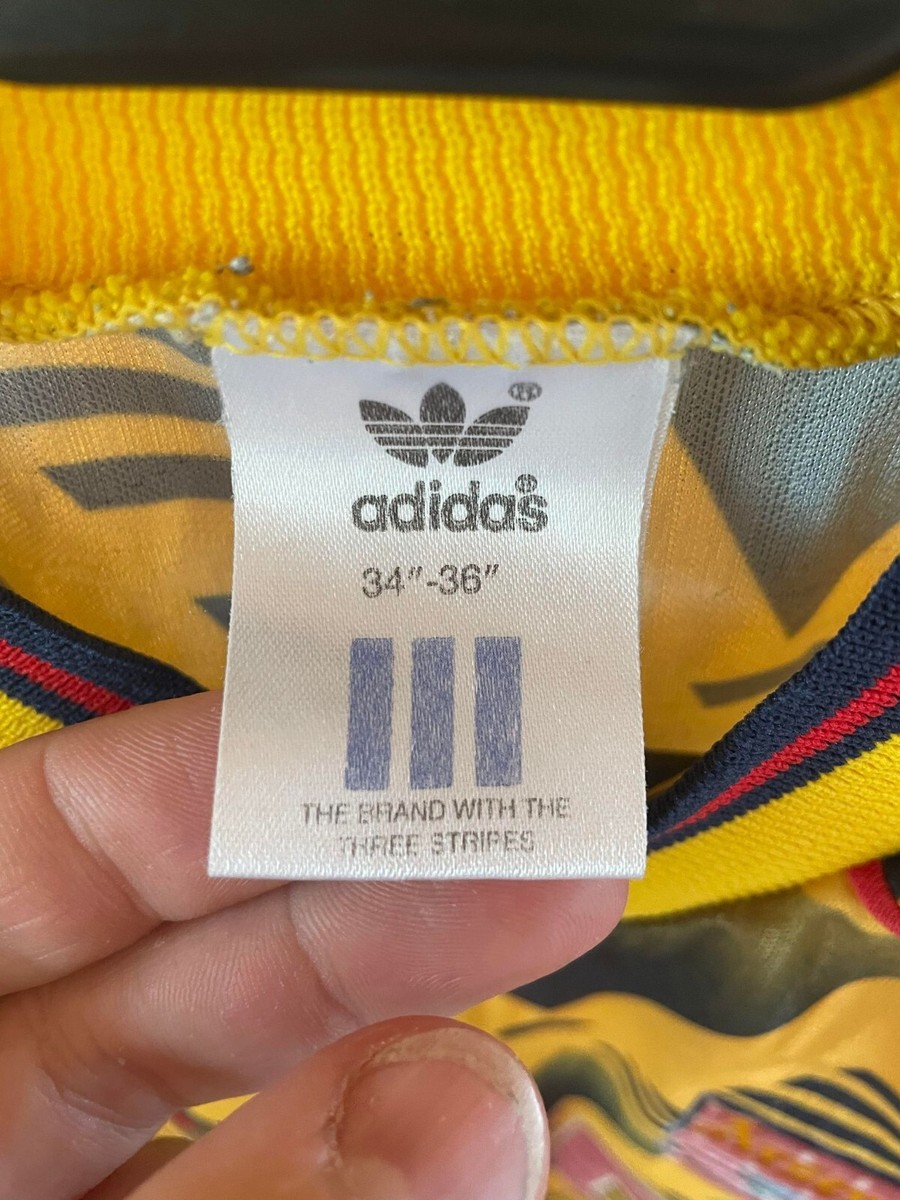 adidas®
34"-36"
THE BRAND WITH THE
THREE STRIPES